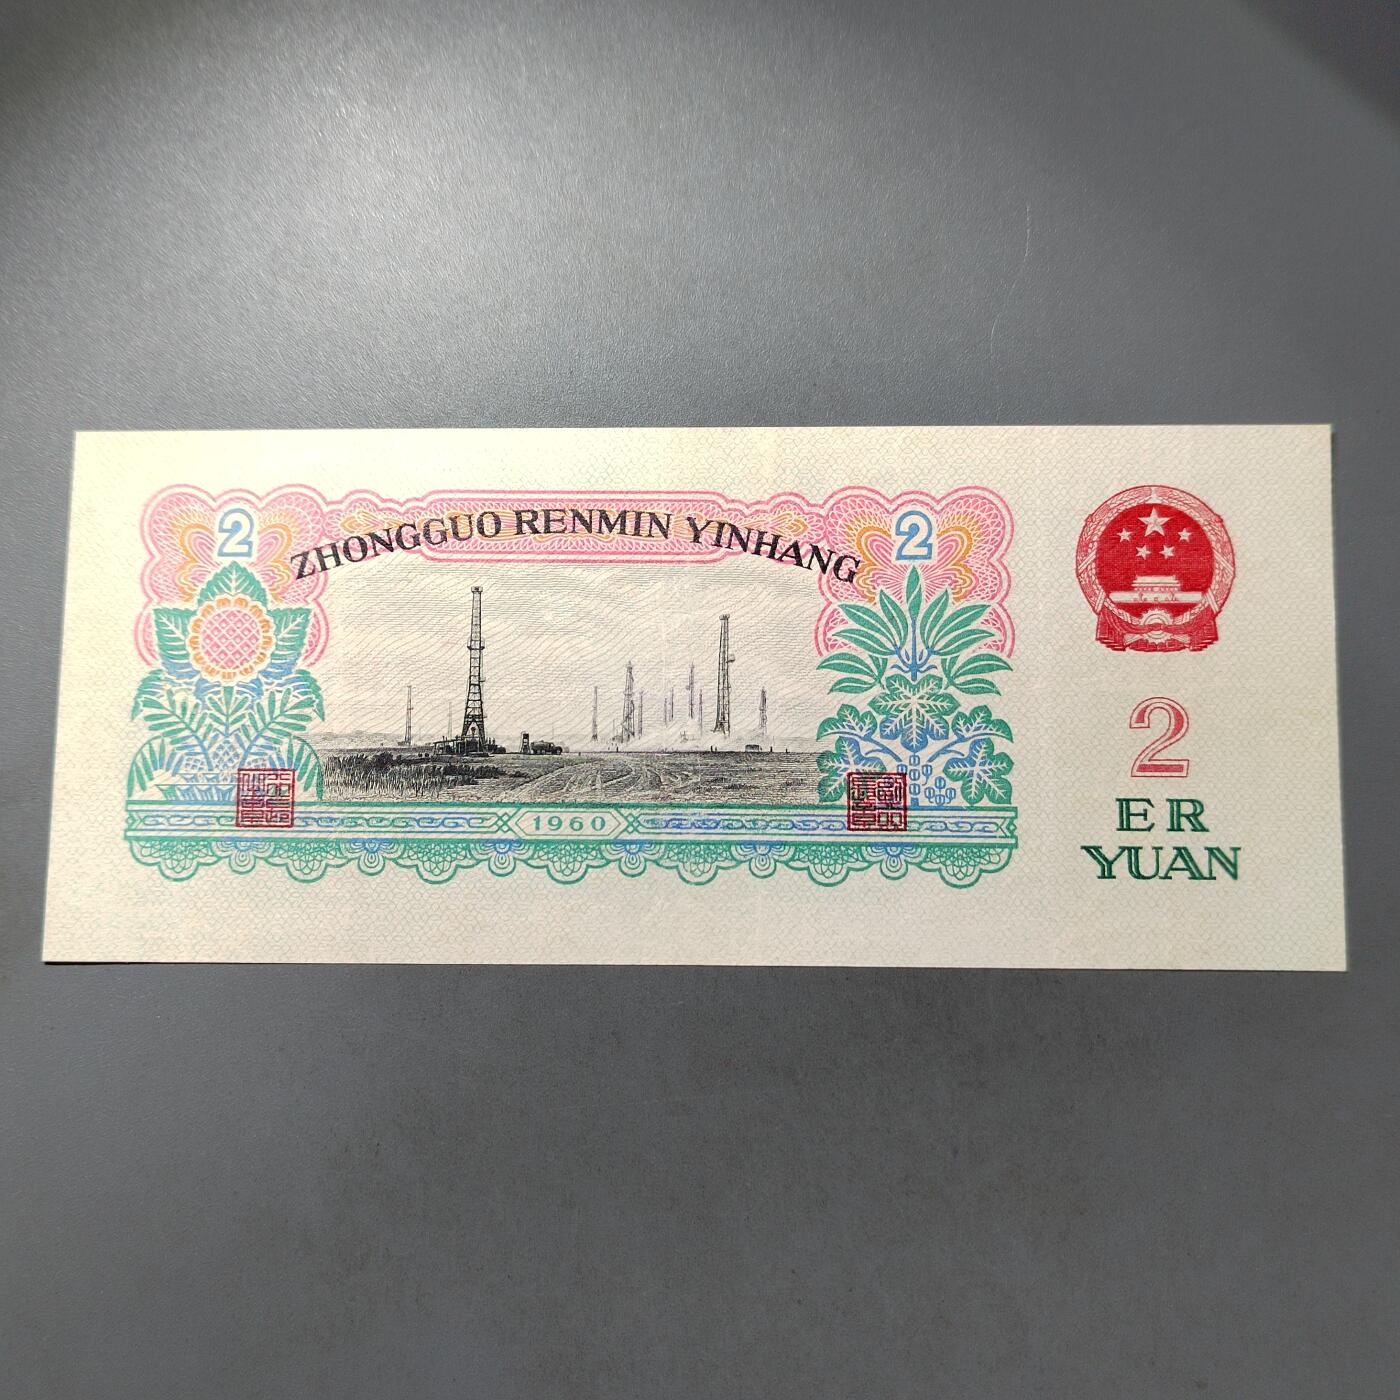 2
2
ZHONGGUO RENMIN YINHANG
1960
2
ER
YUAN